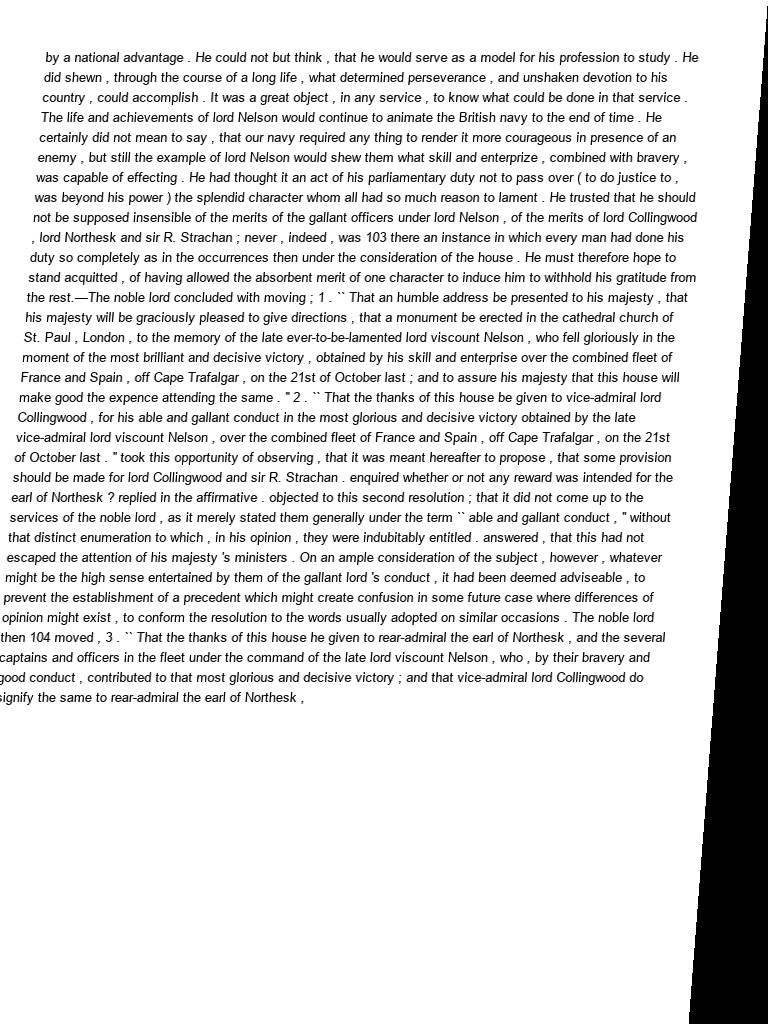 by a national advantage . He could not but think , that he would serve as a model for his profession to study . He
did shewn , through the course of a long life , what determined perseverance , and unshaken devotion to his
country , could accomplish . It was a great object , in any service , to know what could be done in that service .
The life and achievements of lord Nelson would continue to animate the British navy to the end of time . He
certainly did not mean to say , that our navy required any thing to render it more courageous in presence of an
enemy , but still the example of lord Nelson would shew them what skill and enterprize , combined with bravery ,
was capable of effecting . He had thought it an act of his parliamentary duty not to pass over ( to do justice to ,
was beyond his power ) the splendid character whom all had so much reason to lament . He trusted that he should
not be supposed insensible of the merits of the gallant officers under lord Nelson , of the merits of lord Collingwood
, lord Northesk and sir R. Strachan ; never , indeed , was 103 there an instance in which every man had done his
duty so completely as in the occurrences then under the consideration of the house . He must therefore hope to
stand acquitted , of having allowed the absorbent merit of one character to induce him to withhold his gratitude from
the rest.—The noble lord concluded with moving ; 1 . `` That an humble address be presented to his majesty , that
his majesty will be graciously pleased to give directions , that a monument be erected in the cathedral church of
St. Paul , London , to the memory of the late ever-to-be-lamented lord viscount Nelson , who fell gloriously in the
moment of the most brilliant and decisive victory , obtained by his skill and enterprise over the combined fleet of
France and Spain , off Cape Trafalgar , on the 21st of October last ; and to assure his majesty that this house will
make good the expence attending the same . '' 2 . `` That the thanks of this house be given to vice-admiral lord
Collingwood , for his able and gallant conduct in the most glorious and decisive victory obtained by the late
vice-admiral lord viscount Nelson , over the combined fleet of France and Spain , off Cape Trafalgar , on the 21st
of October last . '' took this opportunity of observing , that it was meant hereafter to propose , that some provision
should be made for lord Collingwood and sir R. Strachan . enquired whether or not any reward was intended for the
earl of Northesk ? replied in the affirmative . objected to this second resolution ; that it did not come up to the
services of the noble lord , as it merely stated them generally under the term `` able and gallant conduct , '' without
that distinct enumeration to which , in his opinion , they were indubitably entitled . answered , that this had not
escaped the attention of his majesty 's ministers . On an ample consideration of the subject , however , whatever
might be the high sense entertained by them of the gallant lord 's conduct , it had been deemed adviseable , to
prevent the establishment of a precedent which might create confusion in some future case where differences of
opinion might exist , to conform the resolution to the words usually adopted on similar occasions . The noble lord
then 104 moved , 3 . `` That the thanks of this house he given to rear-admiral the earl of Northesk , and the several
captains and officers in the fleet under the command of the late lord viscount Nelson , who , by their bravery and
good conduct , contributed to that most glorious and decisive victory ; and that vice-admiral lord Collingwood do
signify the same to rear-admiral the earl of Northesk ,